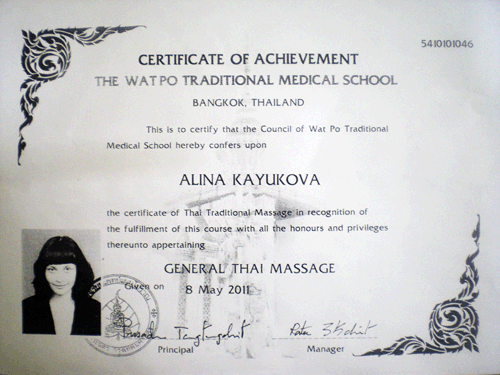 5410101046
CERTIFICATE OF ACHIEVEMENT
THE WAT PO TRADITIONAL MEDICAL SCHOOL
BANGKOK, THAILAND
This is to certify that the Council of Wat Po Traditional
Medical School hereby confers upon
ALINA KAYUKOVA
the certificate of Thai Traditional Massage in recognition of
the fulfillment of this course with all the honours and privileges
thereunto appertaining
GENERAL THAI MASSAGE
Given on 8 May 2011
Principal Manager